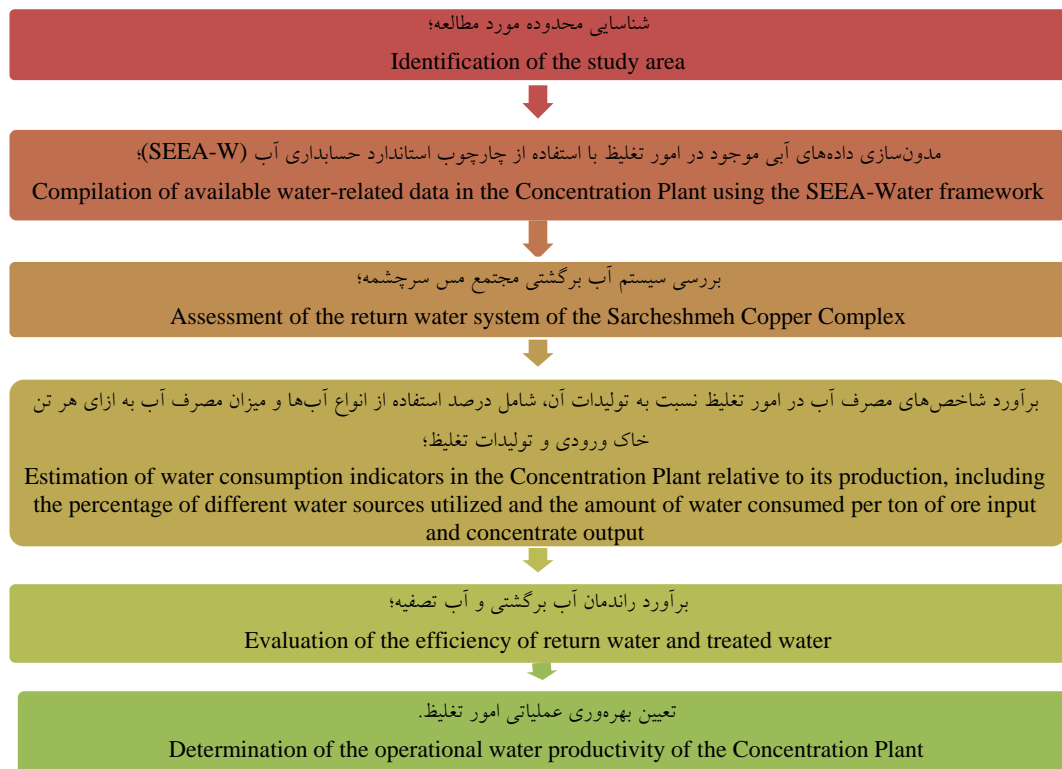 شناسایی محدوده مورد مطالعه؛
Identification of the study area
مدون‌سازی داده‌های آبی موجود در امور تغلیظ با استفاده از چارچوب استاندارد حسابداری آب (SEEA-W)؛
Compilation of available water-related data in the Concentration Plant using the SEEA-Water framework
بررسی سیستم آب برگشتی مجتمع مس سرچشمه؛
Assessment of the return water system of the Sarcheshmeh Copper Complex
برآورد شاخص‌های مصرف آب در امور تغلیظ نسبت به تولیدات آن، شامل درصد استفاده از انواع آب‌ها و میزان مصرف آب به ازای هر تن
خاک ورودی و تولیدات تغلیظ؛
Estimation of water consumption indicators in the Concentration Plant relative to its production, including
the percentage of different water sources utilized and the amount of water consumed per ton of ore input
and concentrate output
برآورد راندمان آب برگشتی و آب تصفیه؛
Evaluation of the efficiency of return water and treated water
تعیین بهره‌وری عملیاتی امور تغلیظ.
Determination of the operational water productivity of the Concentration Plant